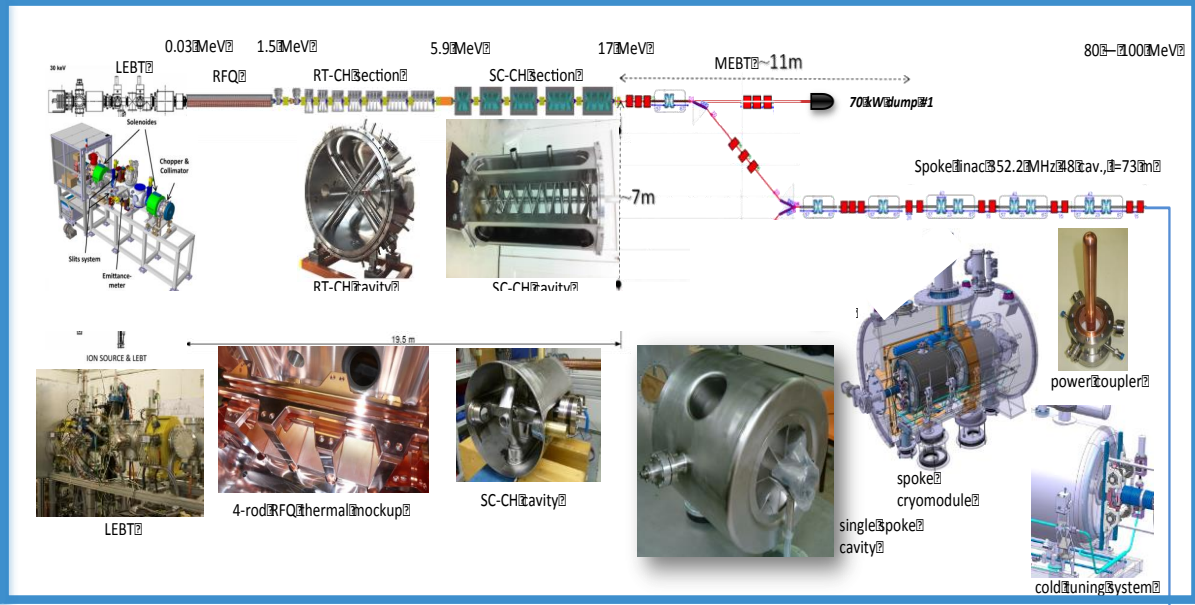 0.03 MeV
1.5 MeV
5.9 MeV
17 MeV
80 — 100 MeV
30 keV
LEBT
RFQ
RT-CH section
SC-CH section
MEBT ~11m
70 kW dump #1
Solenoides
Chopper &
Collimator
Slits system
Emittance-
meter
~7m
Spoke linac 352.2 MHz 48 cav., l=73 m
RT-CH cavity
SC-CH cavity
19.5 m
ION SOURCE & LEBT
LEBT
4-rod RFQ thermal mockup
SC-CH cavity
single spoke
cavity
spoke
cryomodule
power coupler
cold tuning system